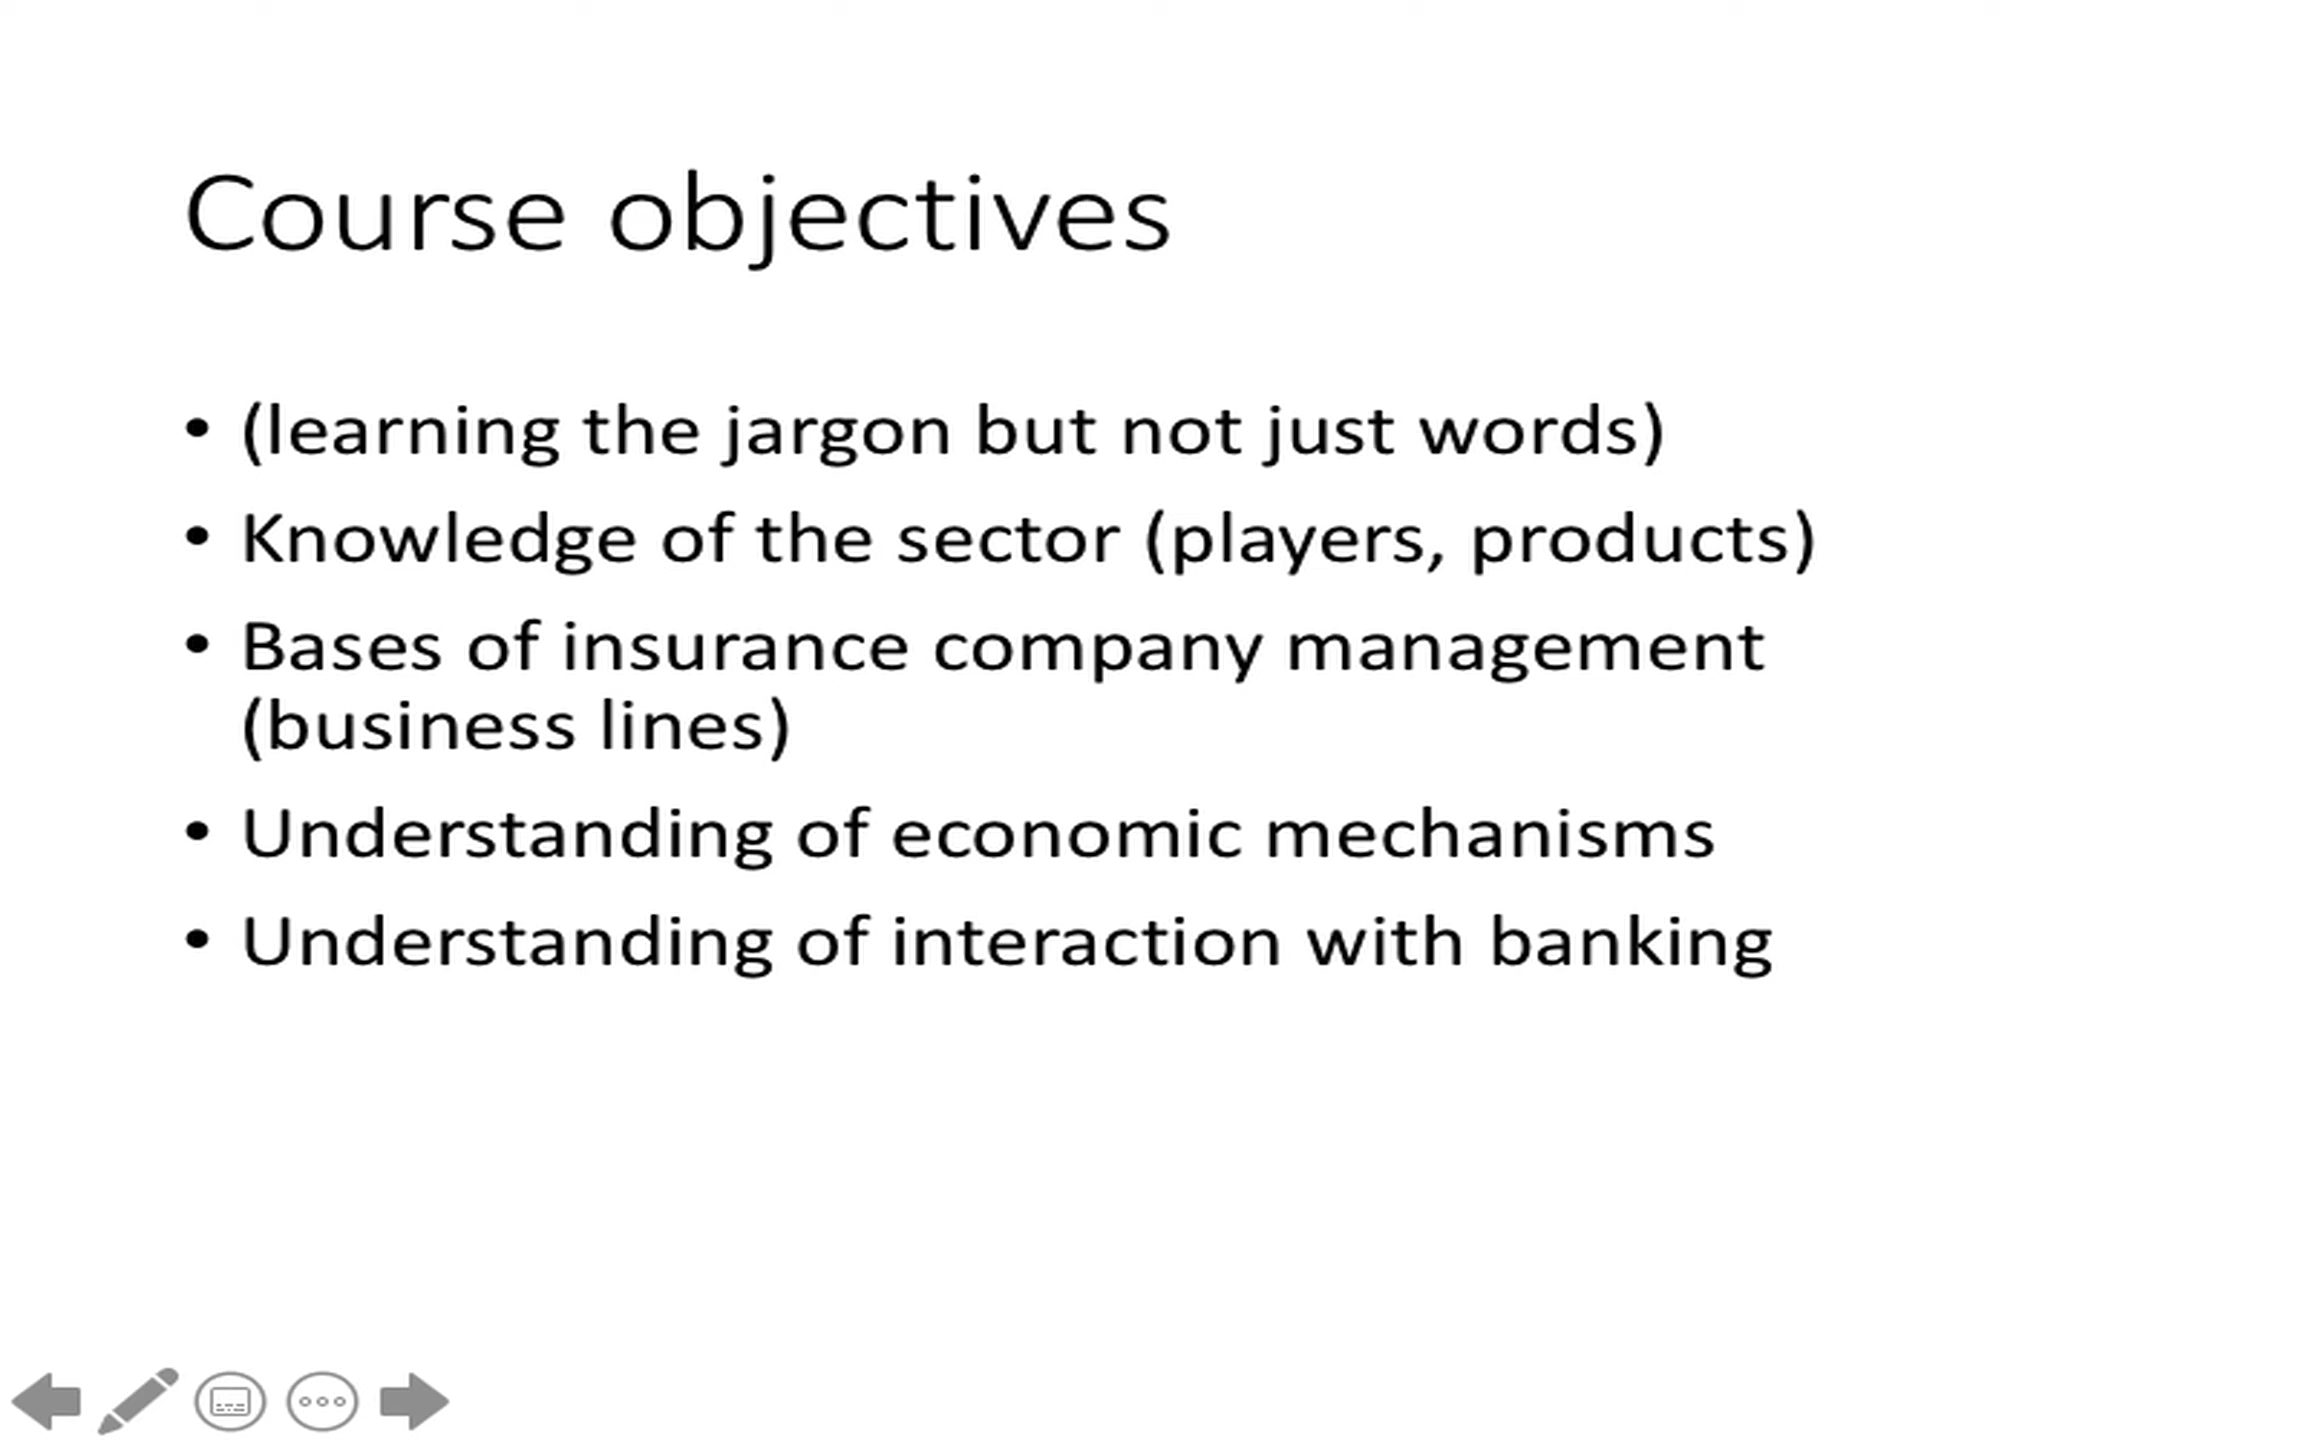 Course objectives
• (learning the jargon but not just words)
• Knowledge of the sector (players, products)
• Bases of insurance company management
(business lines)
• Understanding of economic mechanisms
• Understanding of interaction with banking